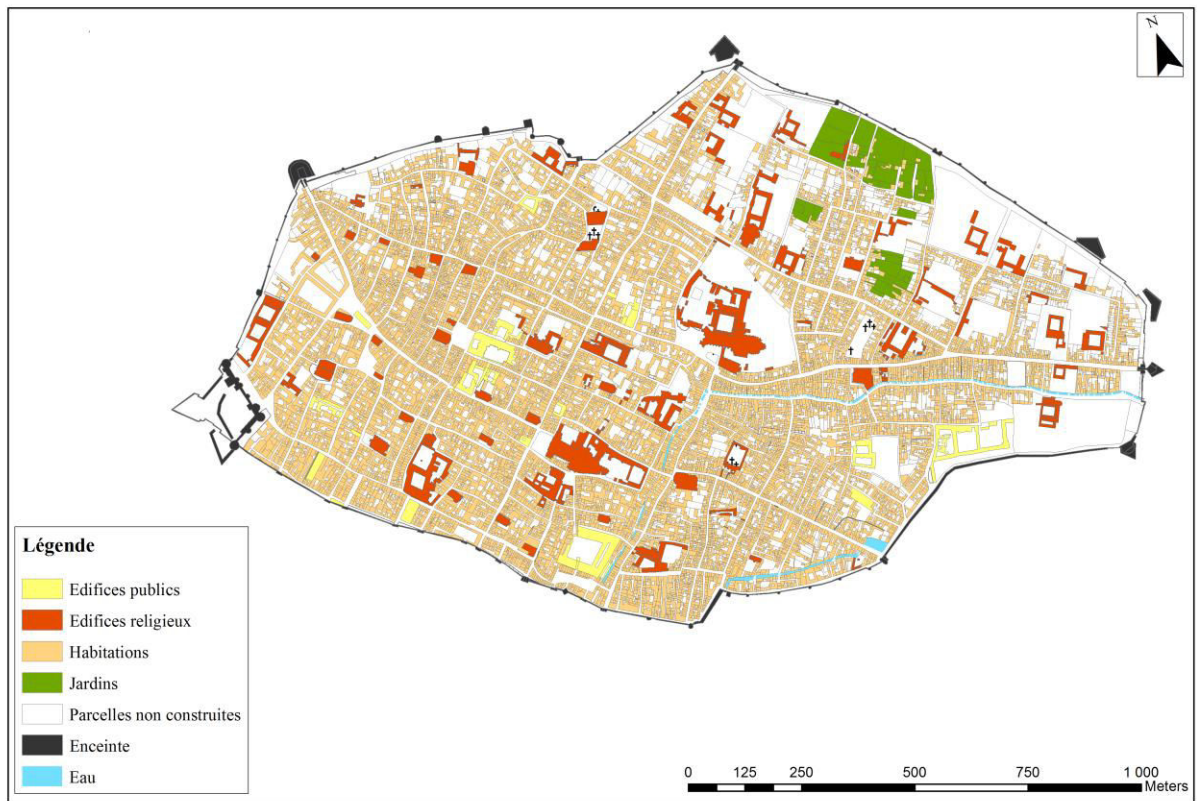 N
Légende
Edifices publics
Edifices religieux
Habitations
Jardins
Parcelles non construites
Enceinte
Eau
0 125 250 500 750 1 000
Meters